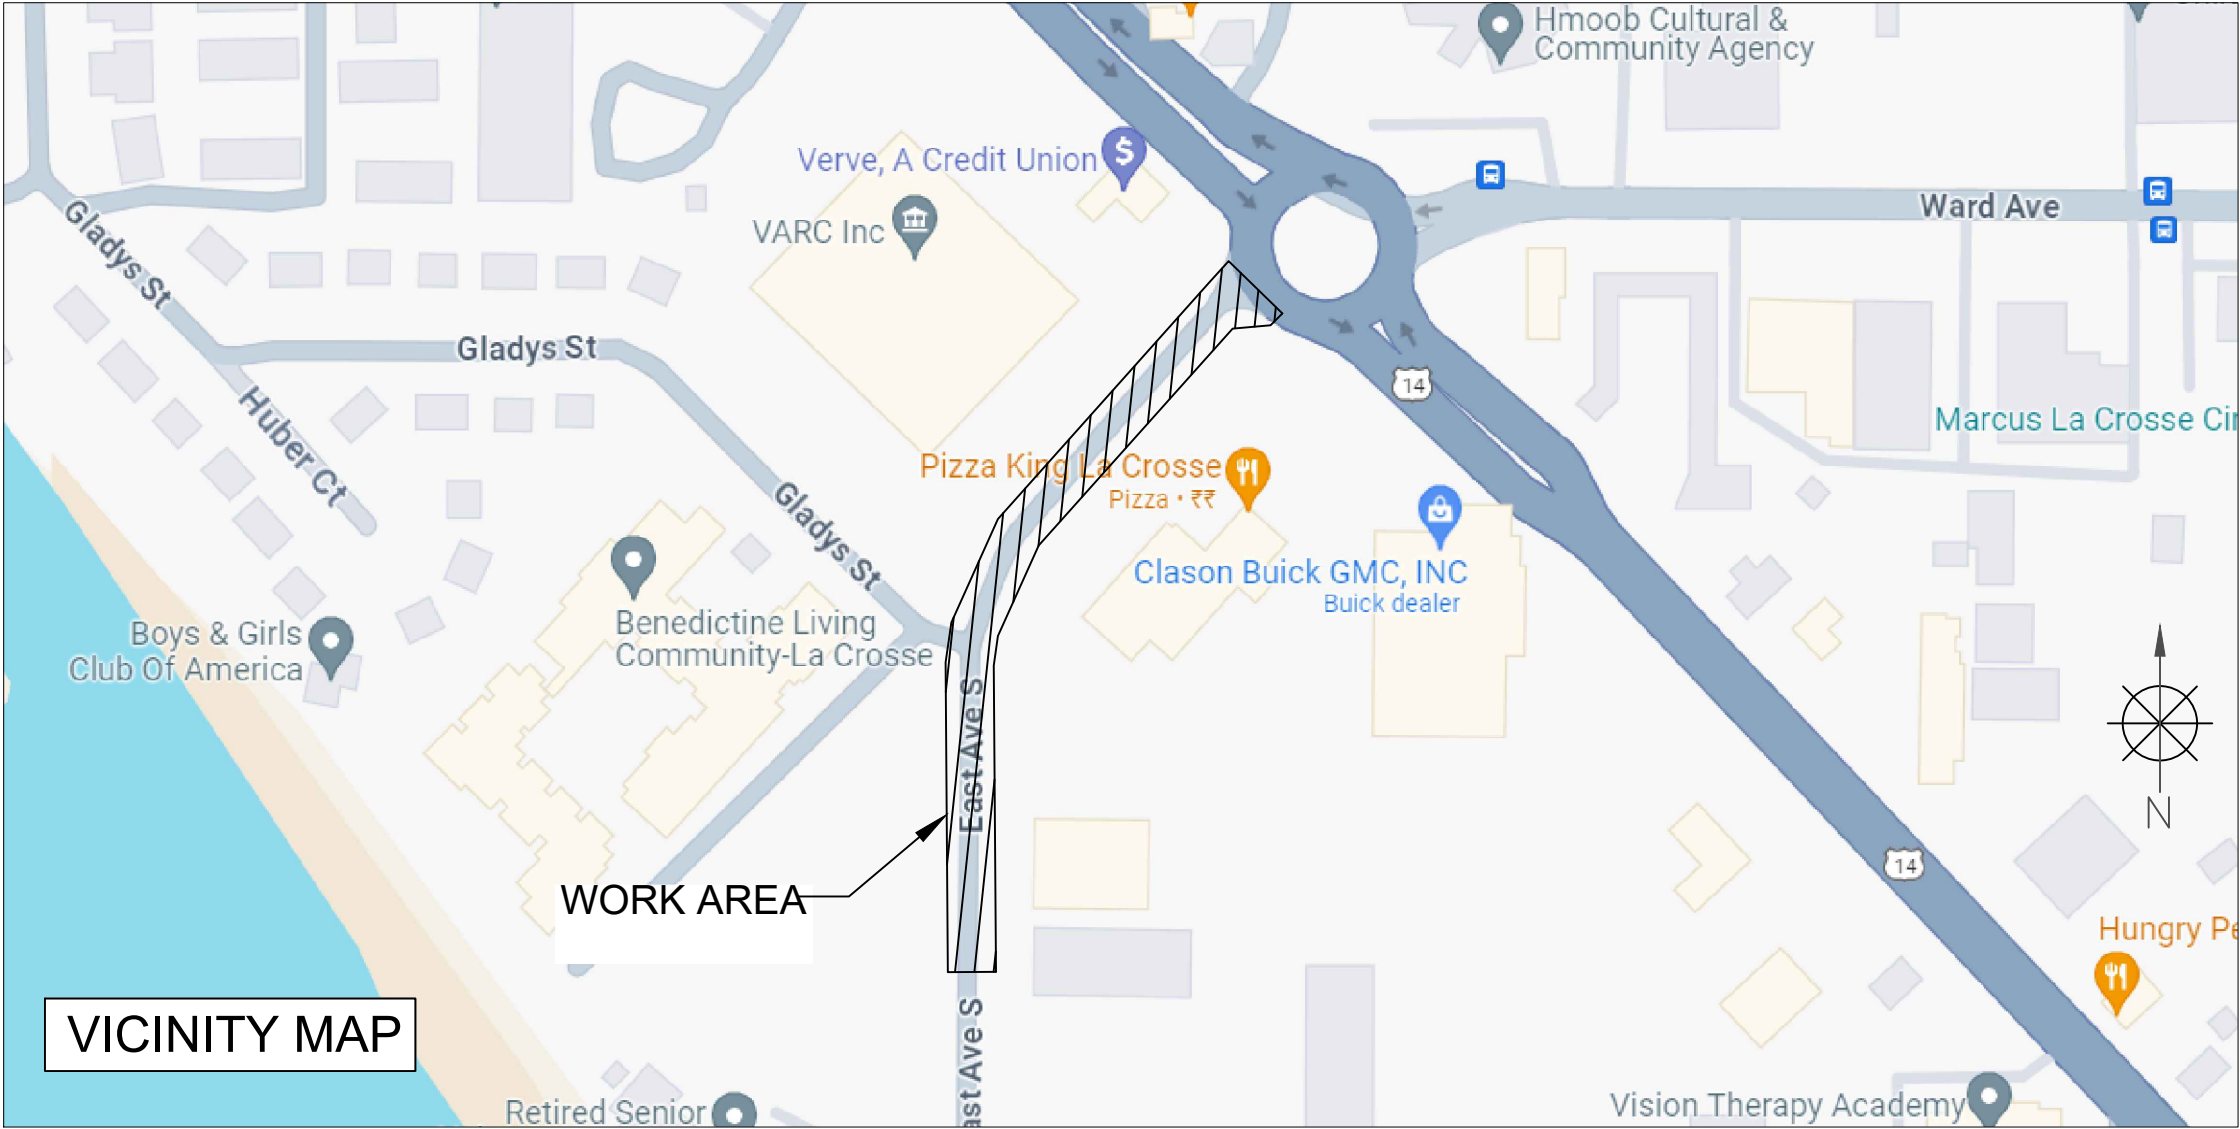 Hmoob Cultural &
Community Agency
Verve, A Credit Union
$
VARC Inc
Ward Ave
Gladys St
Gladys St
14
Huber Ct
Marcus La Crosse Cin
Pizza King La Crosse
Pizza • ₹₹
Gladys St
Clason Buick GMC, INC
Buick dealer
Benedictine Living
Community-La Crosse
Boys & Girls
Club Of America
East Ave S
N
14
WORK AREA
Hungry Pe
VICINITY MAP
East Ave S
Retired Senior
Vision Therapy Academy